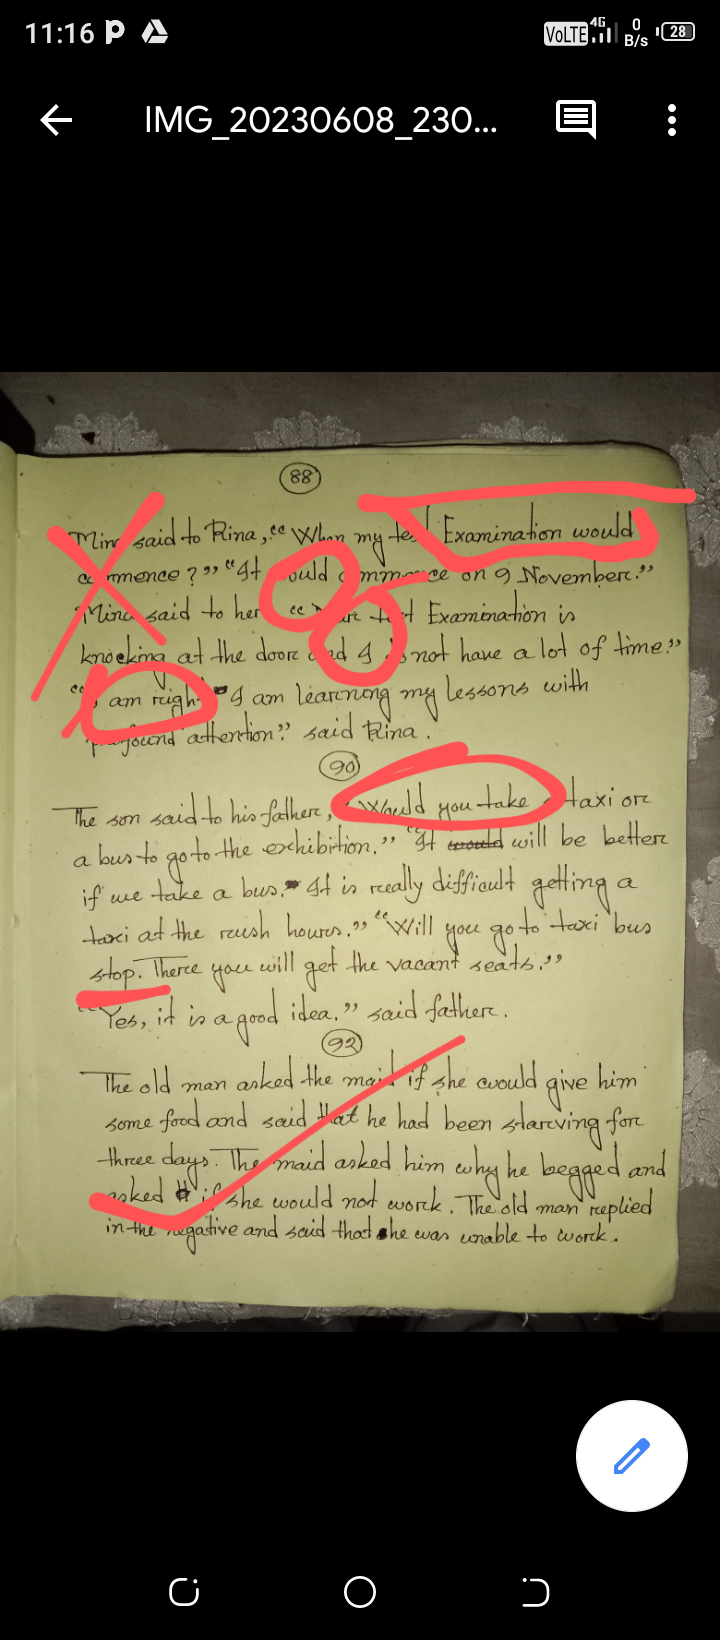 11:16 P
VoLTE 4G 0 B/s 28
IMG_20230608_230...
88
Mina said to Rina, "When my test Examination would
commence?" "It would commence on 9 November."
Mina said to her " test Examination is
knocking at the door and I do not have a lot of time."
" am right I am learning my lessons with
profound attention" said Rina.
90
The son said to his father, "Would you take a taxi or
a bus to go to the exchibition." "It would will be better
if we take a bus. It is really difficult getting a
taxi at the rush hours." "Will you go to taxi bus
stop. There you will get the vacant seats."
"Yes, it is a good idea." said father.
92
The old man asked the maid if she would give him
some food and said that he had been starving for
three days. The maid asked him why he begged and
asked if she would not work. The old man replied
in the negative and said that he was unable to work.